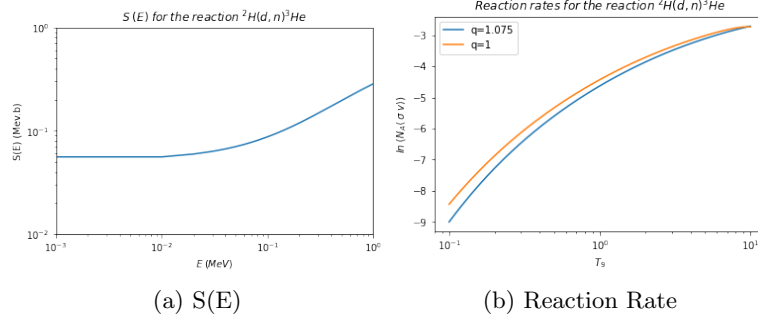 S (E) for the reaction ²H(d, n)³He
10⁰
10⁻¹
10⁻²
S(E) (Mev.b)
10⁻³
10⁻²
10⁻¹
10⁰
E (MeV)
(a) S(E)
Reaction rates for the reaction ²H(d, n)³He
q=1.075
q=1
−3
−4
−5
−6
−7
−8
−9
ln (N_A⟨ σ v⟩)
10⁻¹
10⁰
10¹
T₉
(b) Reaction Rate